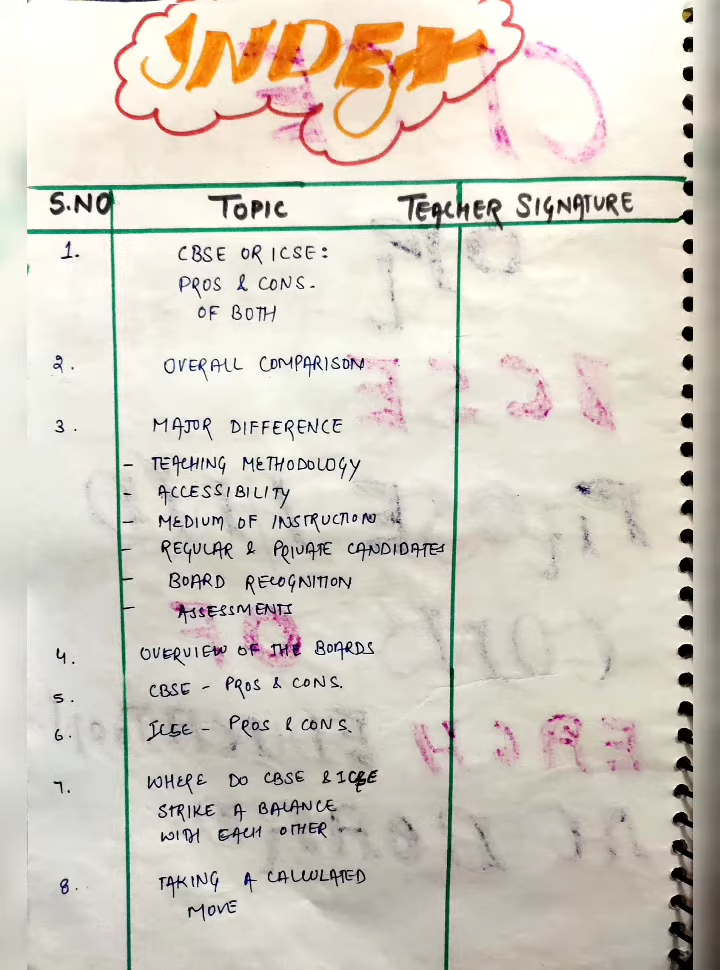 INDEX
S.NO TOPIC TEACHER SIGNATURE
1. CBSE OR ICSE:
PROS & CONS.
OF BOTH
2. OVERALL COMPARISON
3. MAJOR DIFFERENCE
- TEACHING METHODOLOGY
- ACCESSIBILITY
- MEDIUM OF INSTRUCTION
- REGULAR & PRIVATE CANDIDATES
- BOARD RECOGNITION
- ASSESSMENTS
4. OVERVIEW OF THE BOARDS
5. CBSE - PROS & CONS.
6. ICSE - PROS & CONS.
7. WHERE DO CBSE & ICSE
STRIKE A BALANCE
WITH EACH OTHER
8. TAKING A CALCULATED
MOVE